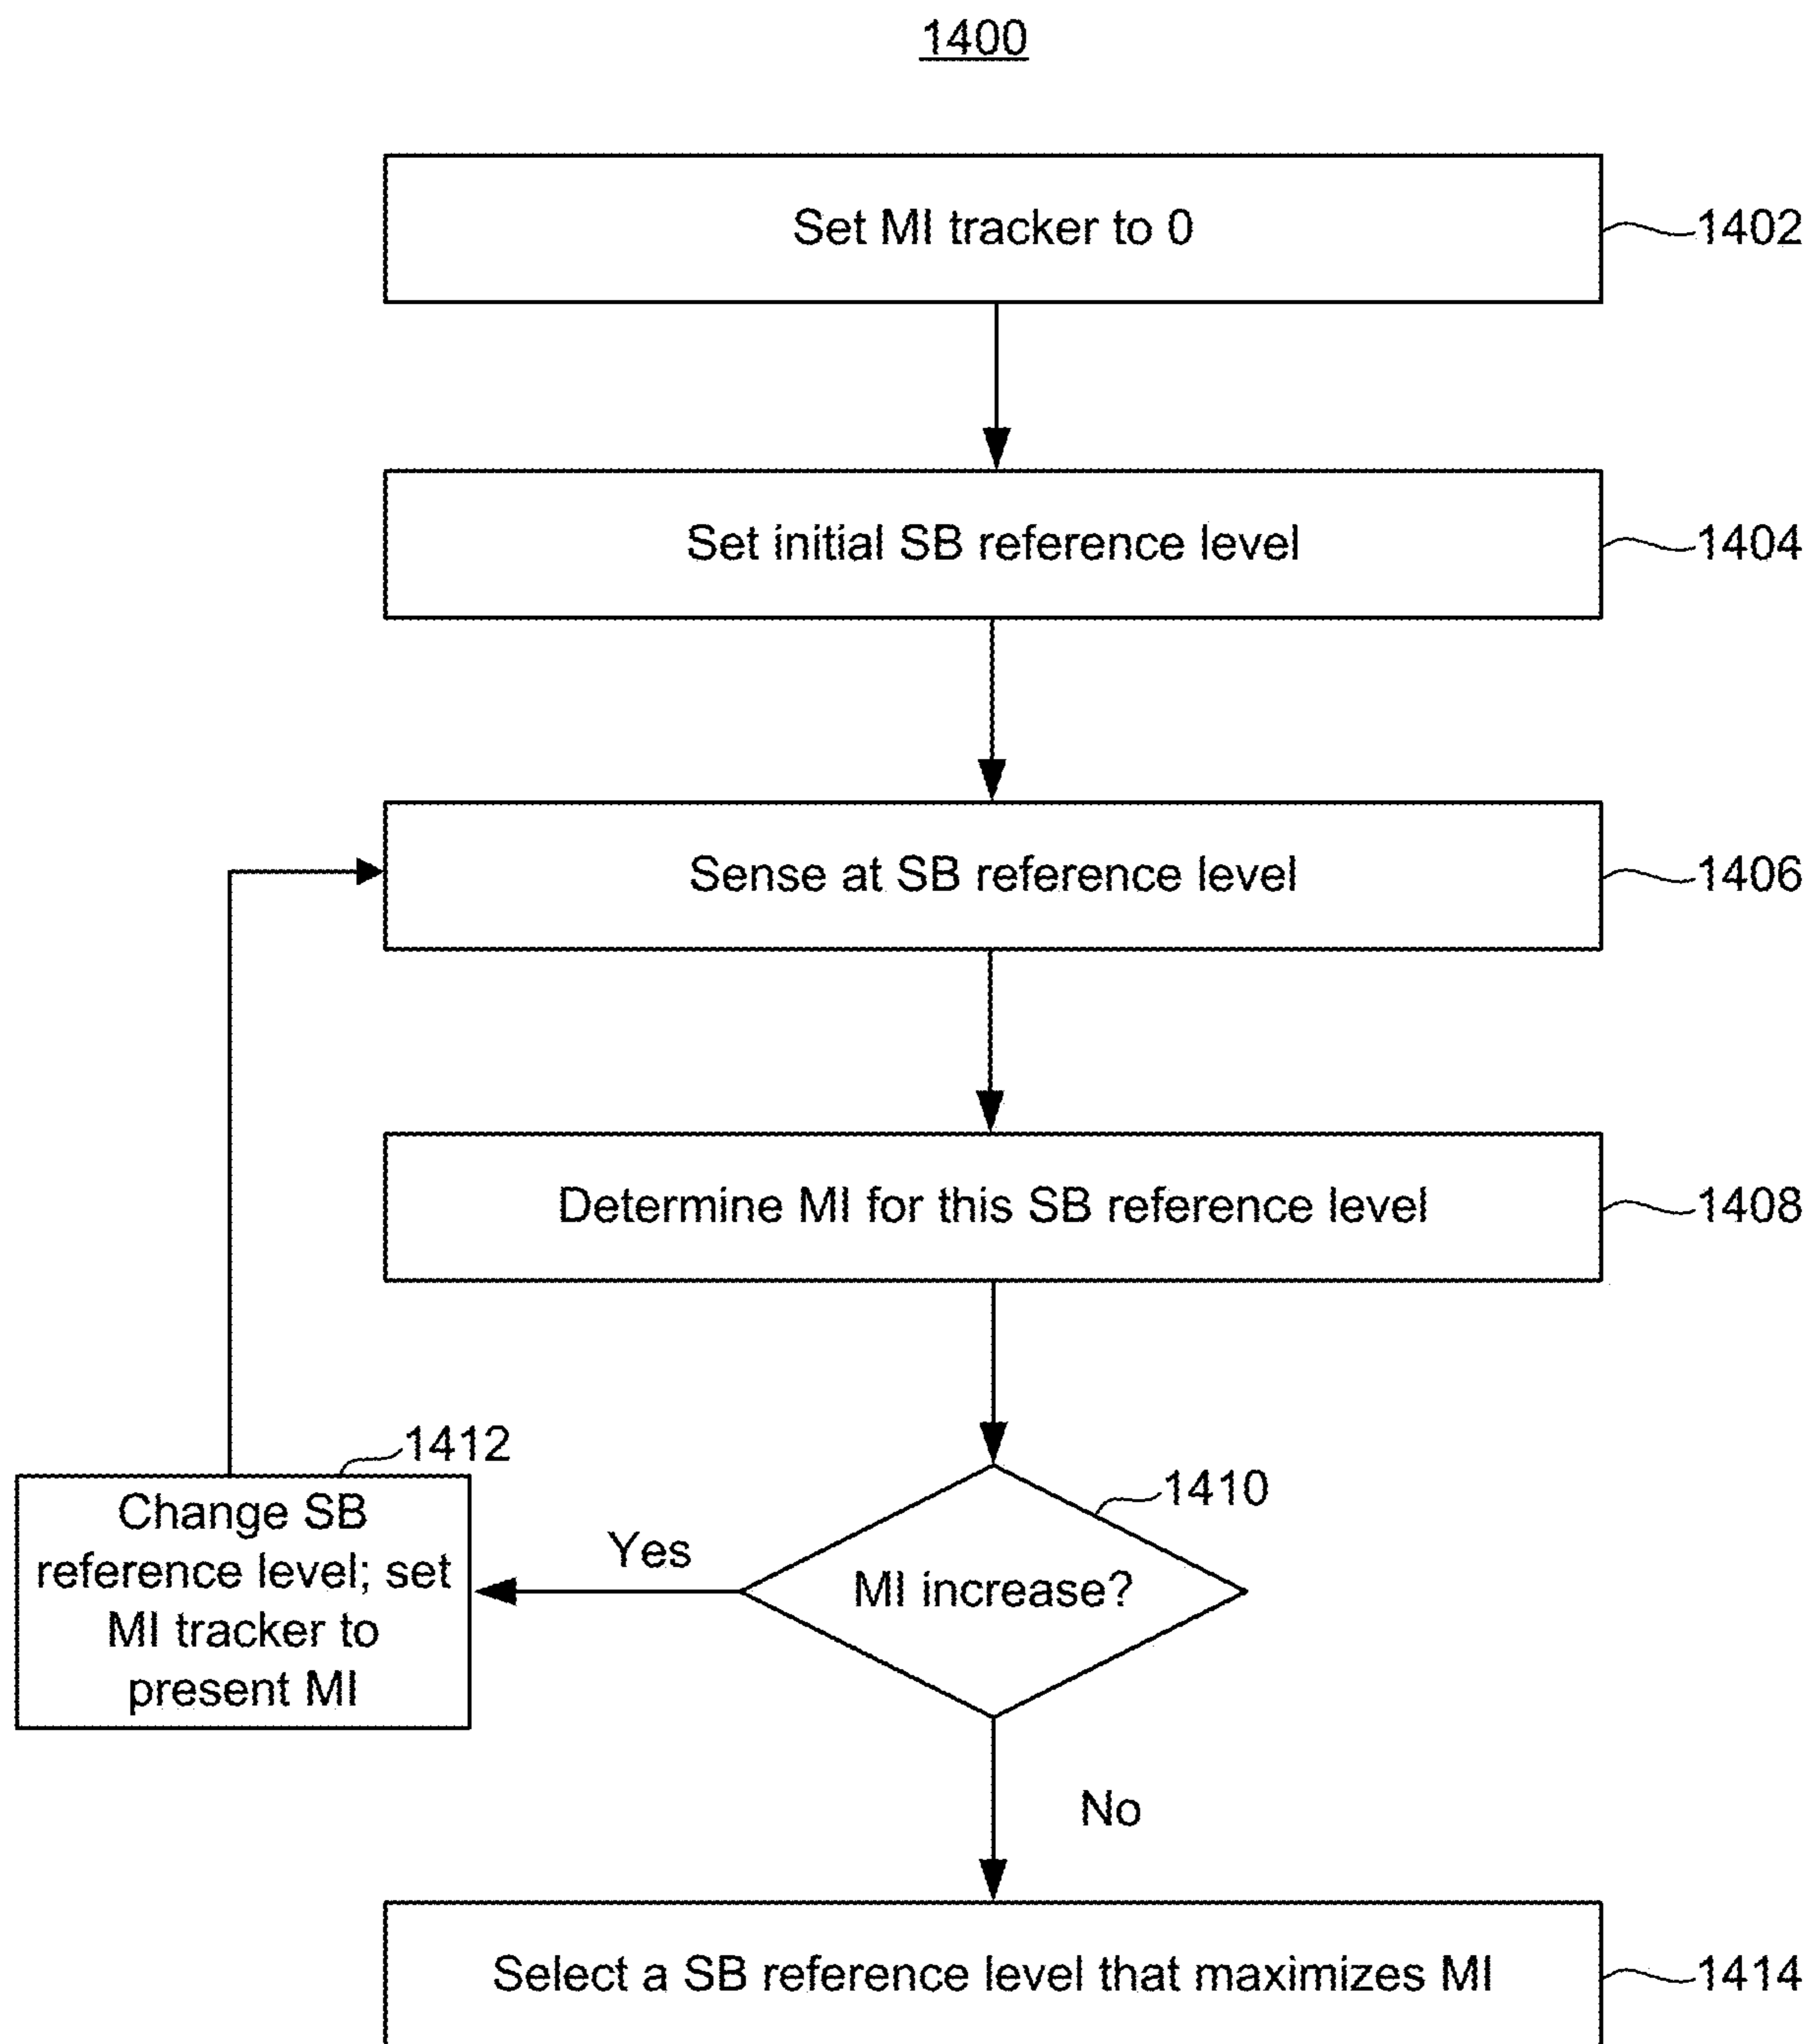 1400
Set MI tracker to 0
1402
Set initial SB reference level
1404
Sense at SB reference level
1406
Determine MI for this SB reference level
1408
1412
Change SB
reference level; set
MI tracker to
present MI
Yes
1410
MI increase?
No
Select a SB reference level that maximizes MI
1414